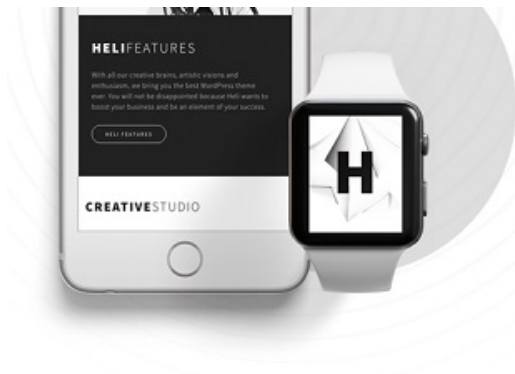 HELIFEATURES
With all our creative brains, artistic visions and
enthusiasm, we bring you the best WordPress theme
ever. You will not be disappointed because Heli wants to
boost your business and be an element of your success.
HELI FEATURES
CREATIVESTUDIO
H